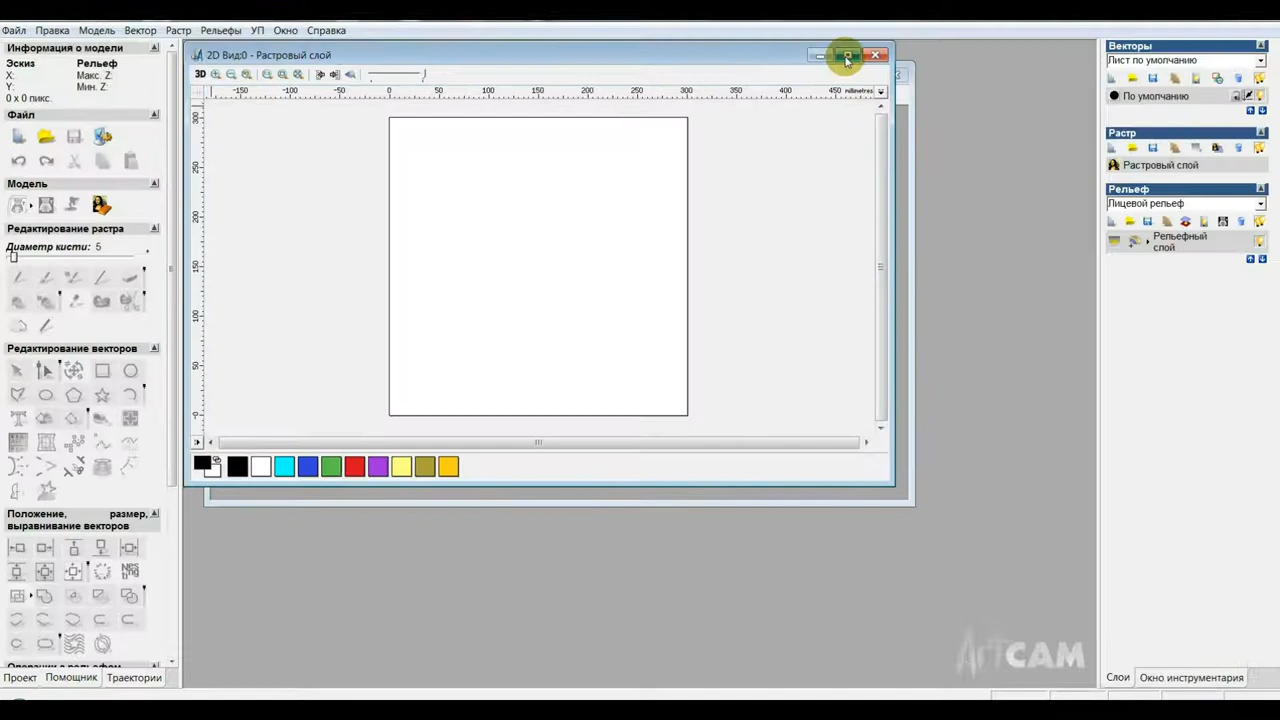 Файл Правка Модель Вектор Растр Рельефы УП Окно Справка
Информация о модели
Эскиз Рельеф
X: Макс. Z:
Y: Мин. Z:
0 x 0 пикс.
Файл
Модель
Редактирование растра
Диаметр кисти: 5
Редактирование векторов
Положение, размер,
выравнивание векторов
Операции с рельефом
Проект Помощник Траектории
2D Вид:0 - Растровый слой
3D
-150 -100 -50 0 50 100 150 200 250 300 350 400 450 millimetres
300
250
200
150
100
50
-0
ArtCAM
Векторы
Лист по умолчанию
По умолчанию
Растр
Растровый слой
Рельеф
Лицевой рельеф
Рельефный
слой
Слои Окно инструментария